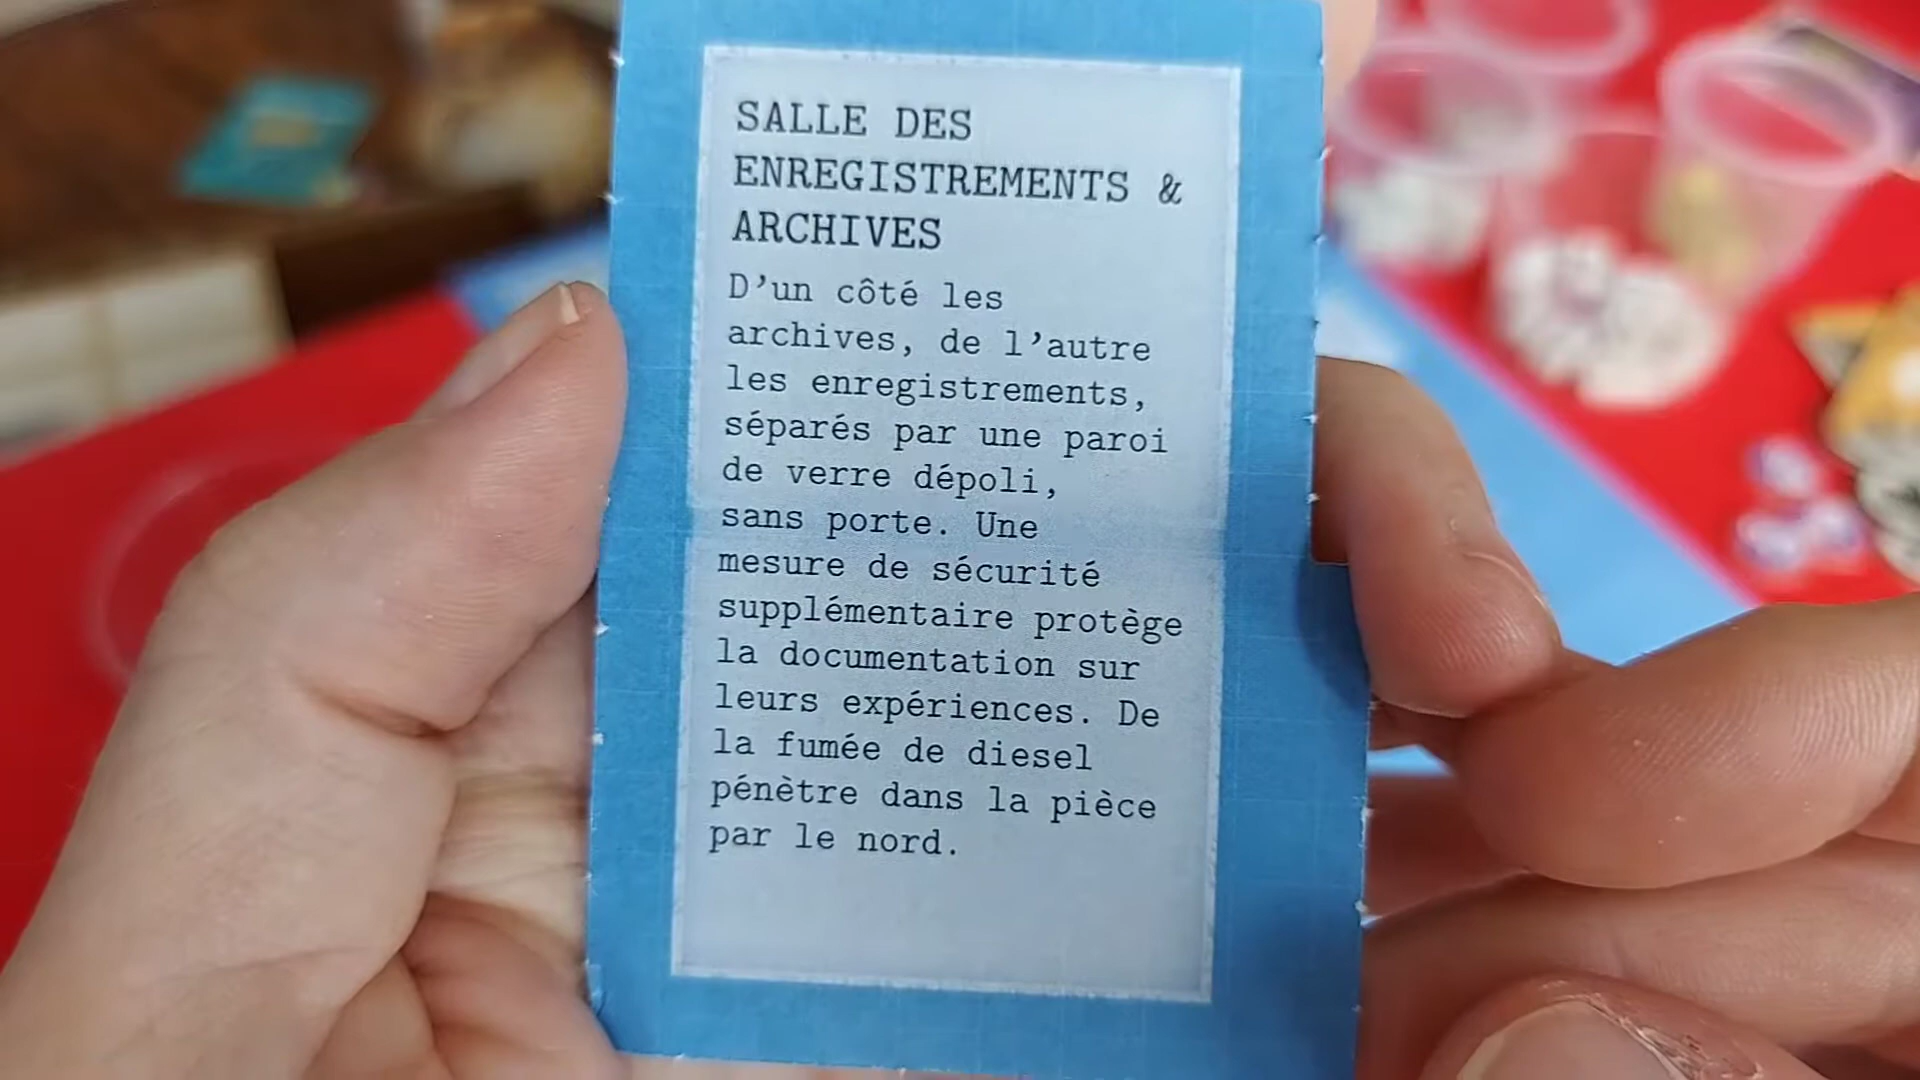 SALLE DES
ENREGISTREMENTS &
ARCHIVES
D’un côté les
archives, de l’autre
les enregistrements,
séparés par une paroi
de verre dépoli,
sans porte. Une
mesure de sécurité
supplémentaire protège
la documentation sur
leurs expériences. De
la fumée de diesel
pénètre dans la pièce
par le nord.